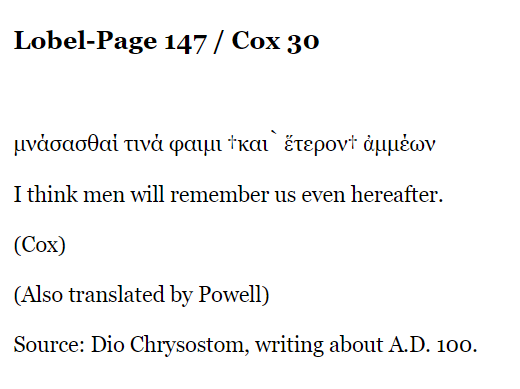 Lobel-Page 147 / Cox 30
μνάσασθαί τινά φαιμι †και` ἔτερον† ἀμμέων
I think men will remember us even hereafter.
(Cox)
(Also translated by Powell)
Source: Dio Chrysostom, writing about A.D. 100.